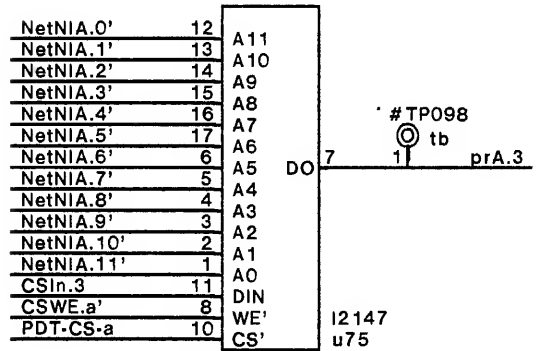 NetNIA.0' 12 A11
NetNIA.1' 13 A10
NetNIA.2' 14 A9
NetNIA.3' 15 A8
NetNIA.4' 16 A7
NetNIA.5' 17 A6
NetNIA.6' 6 A5 DO 7 1 prA.3
NetNIA.7' 5 A4
NetNIA.8' 4 A3
NetNIA.9' 3 A2
NetNIA.10' 2 A1
NetNIA.11' 1 A0
CSIn.3 11 DIN
CSWE.a' 8 WE' I2147
PDT-CS-a 10 CS' u75
#TP098
tb